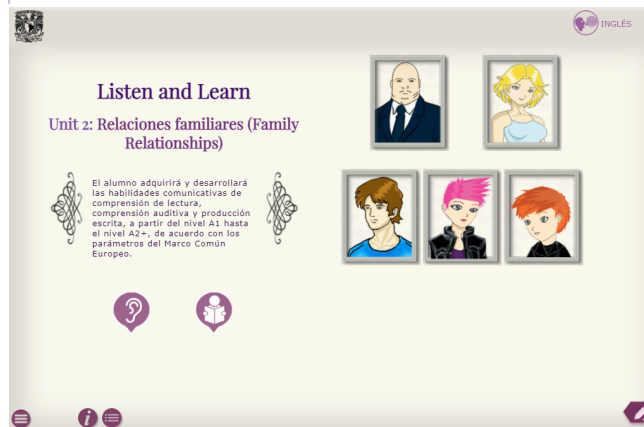 INGLÉS
Listen and Learn
Unit 2: Relaciones familiares (Family
Relationships)
El alumno adquirirá y desarrollará
las habilidades comunicativas de
comprensión de lectura,
comprensión auditiva y producción
escrita, a partir del nivel A1 hasta
el nivel A2+, de acuerdo con los
parámetros del Marco Común
Europeo.
i